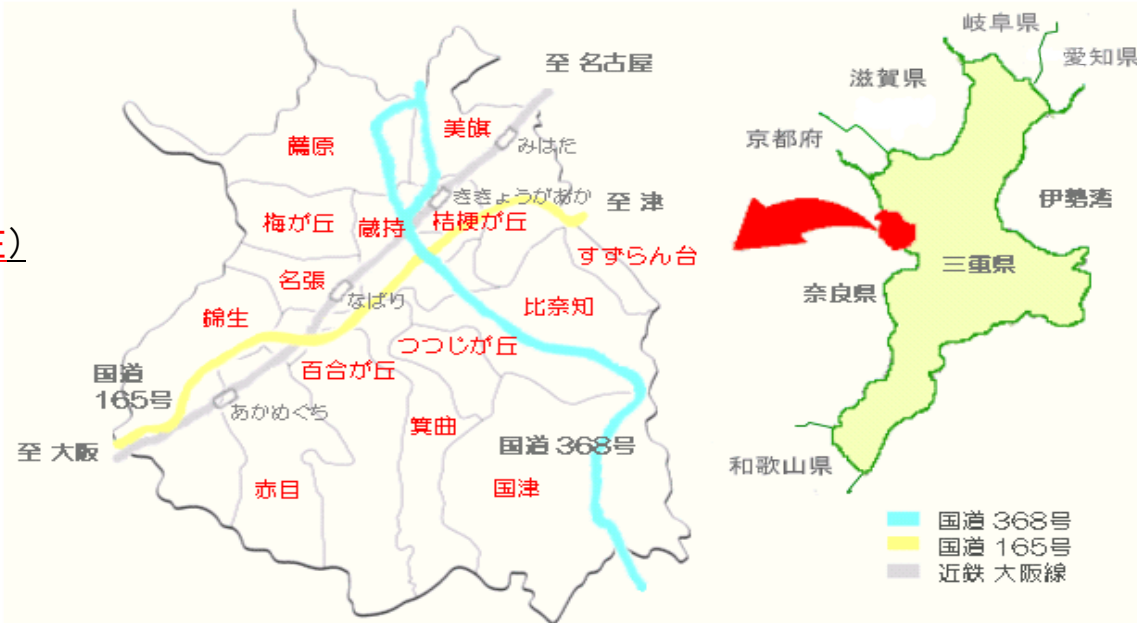 岐阜県
至 名古屋
愛知県
滋賀県
美旗
薦原
みはた
京都府
ききょうがおか
至 津
伊勢湾
梅が丘
蔵持
桔梗が丘
)
すずらん台
三重県
名張
奈良県
なばり
比奈知
錦生
つつじが丘
国道
165号
百合が丘
あかめぐち
箕曲
至 大阪
国道 368号
和歌山県
赤目
国津
国道 368号
国道 165号
近鉄 大阪線